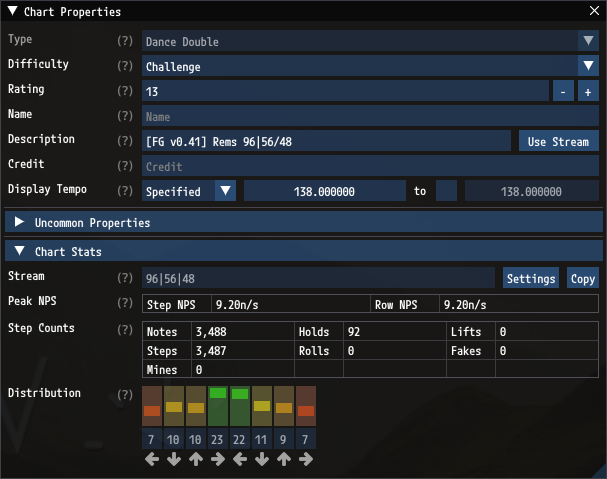 Chart Properties
Type (?) Dance Double
Difficulty (?) Challenge
Rating (?) 13 - +
Name (?) Name
Description (?) [FG v0.41] Rems 96|56/48 Use Stream
Credit (?) Credit
Display Tempo (?) Specified 138.000000 to 138.000000
Uncommon Properties
Chart Stats
Stream (?) 96|56|48 Settings Copy
Peak NPS (?) Step NPS 9.20n/s Row NPS 9.20n/s
Step Counts (?) Notes 3,488 Holds 92 Lifts 0
Steps 3,487 Rolls 0 Fakes 0
Mines 0
Distribution (?)
7 10 10 23 22 11 9 7